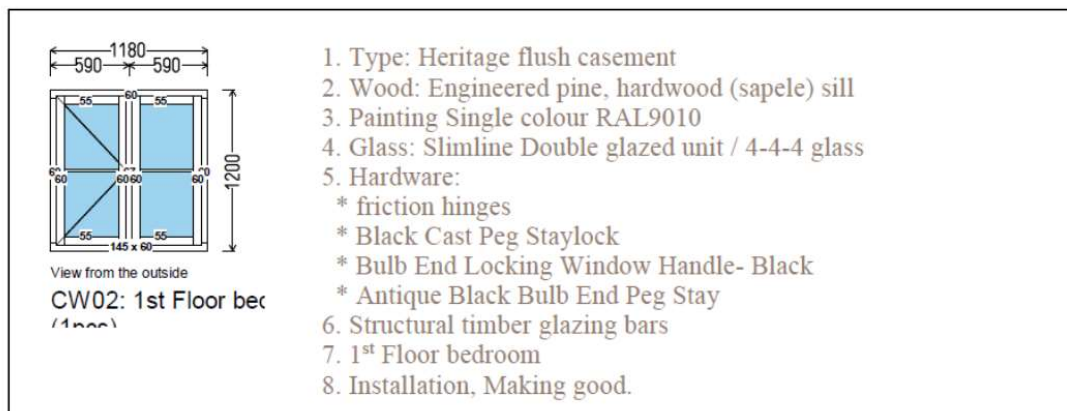 1180
590 590
55 60 55
1200
60 60 60 60
55 55
145 x 60
View from the outside
CW02: 1st Floor bed
1. Type: Heritage flush casement
2. Wood: Engineered pine, hardwood (sapele) sill
3. Painting Single colour RAL9010
4. Glass: Slimline Double glazed unit / 4-4-4 glass
5. Hardware:
* friction hinges
* Black Cast Peg Staylock
* Bulb End Locking Window Handle- Black
* Antique Black Bulb End Peg Stay
6. Structural timber glazing bars
7. 1st Floor bedroom
8. Installation, Making good.